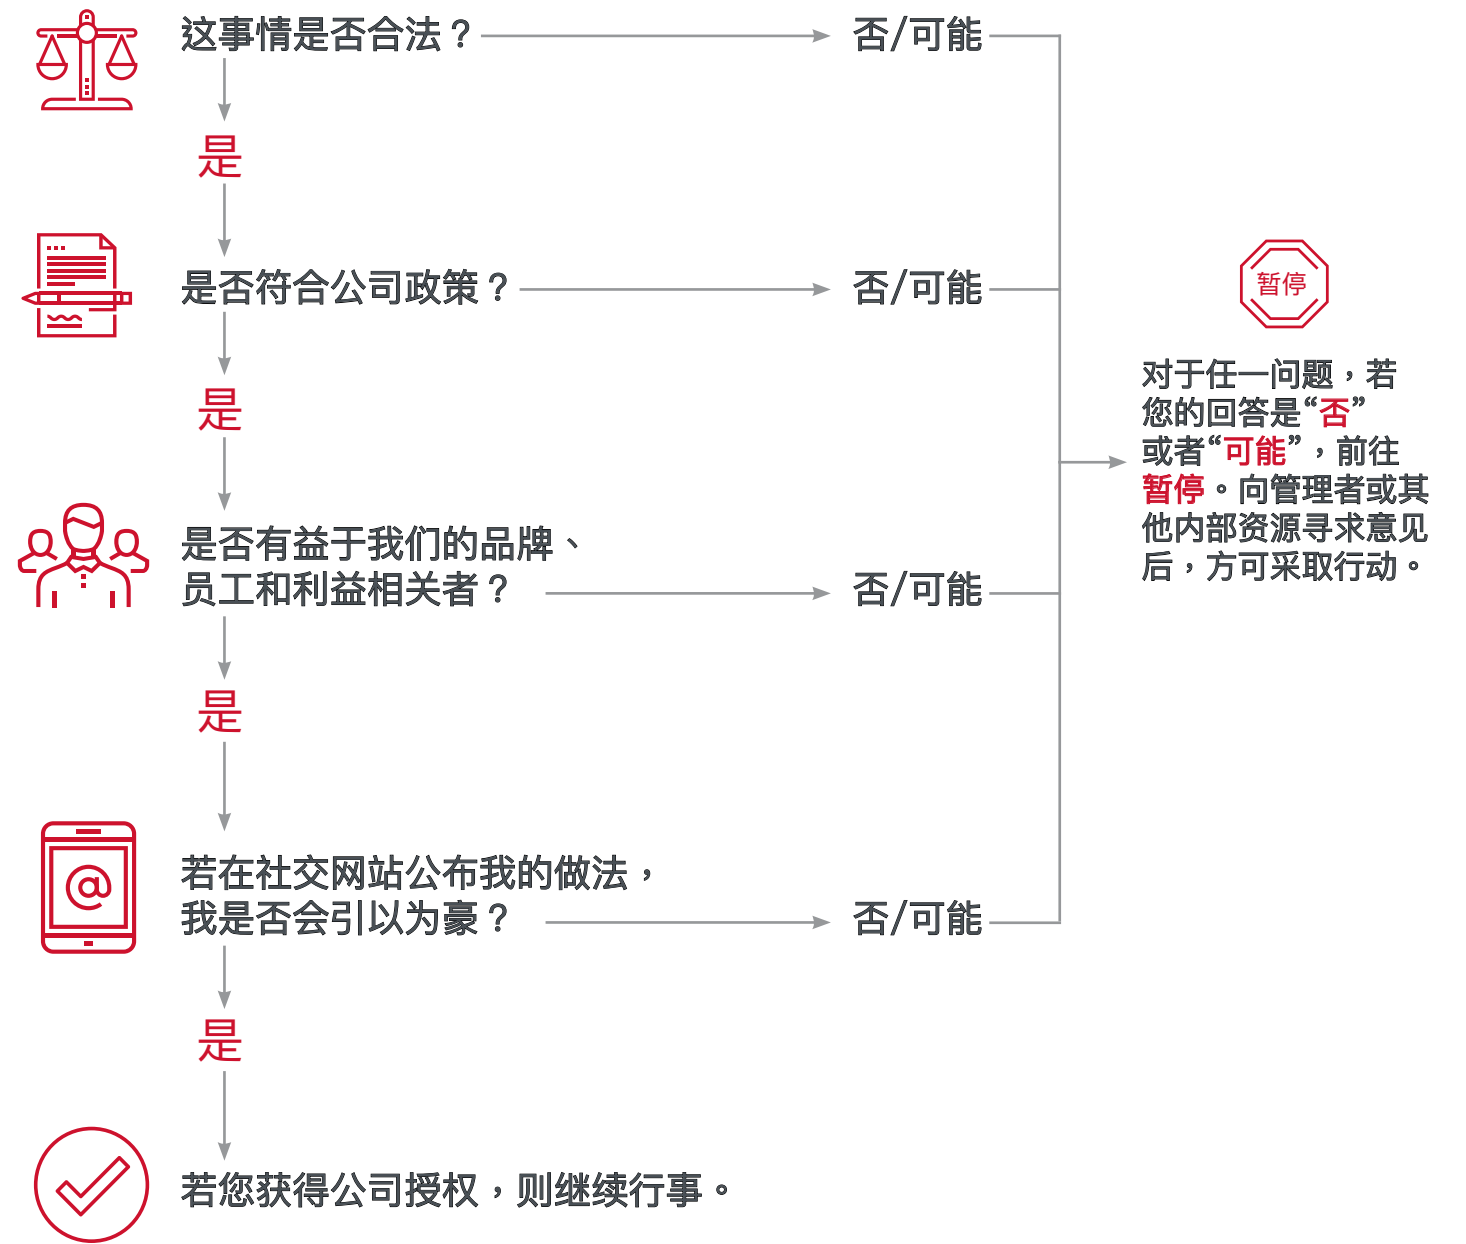 这事情是否合法？
否/可能
是
是否符合公司政策？
否/可能
是
是否有益于我们的品牌、
员工和利益相关者？
否/可能
是
若在社交网站公布我的做法，
我是否会引以为豪？
否/可能
是
若您获得公司授权，则继续行事。
暂停
对于任一问题，若
您的回答是“否”
或者“可能”，前往
暂停。向管理者或其
他内部资源寻求意见
后，方可采取行动。